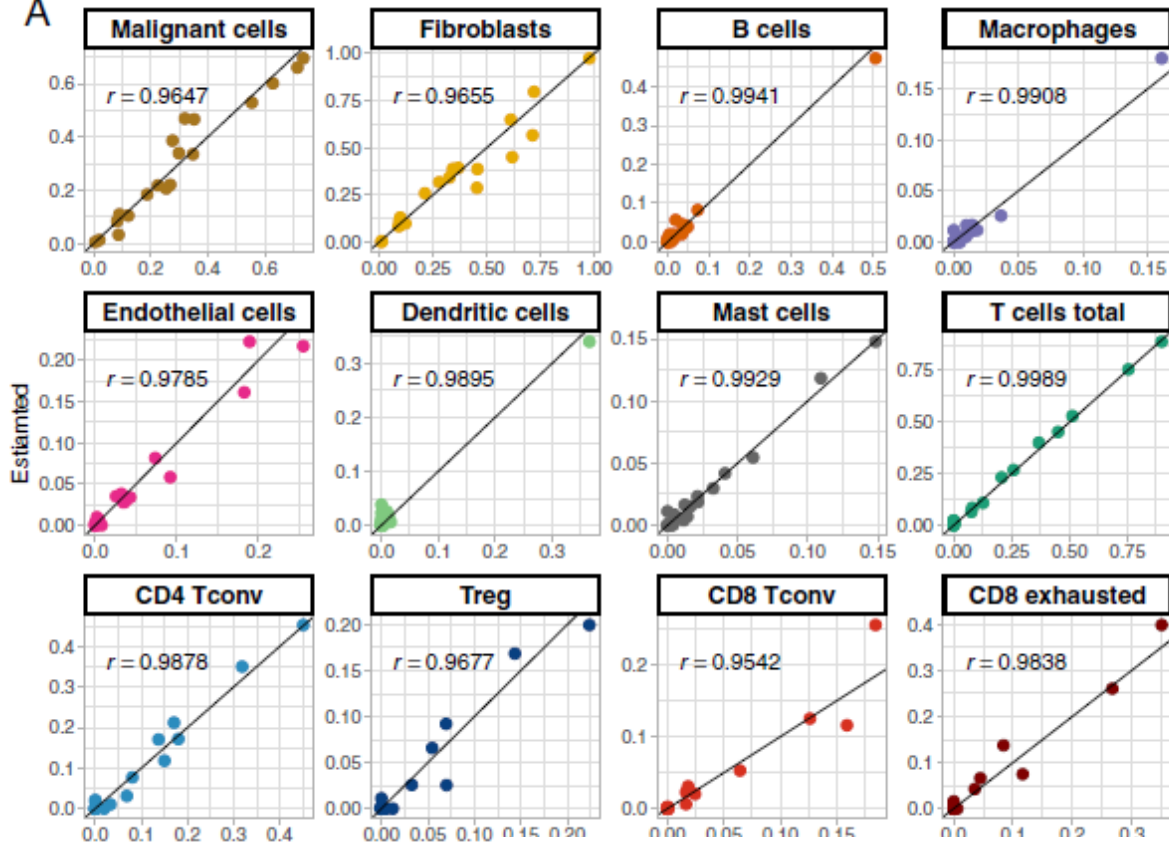 A
Malignant cells Fibroblasts B cells Macrophages
r = 0.9647 r = 0.9655 r = 0.9941 r = 0.9908
0.6 0.4 0.2 0.0
0.0 0.2 0.4 0.6
1.00 0.75 0.50 0.25 0.00
0.00 0.25 0.50 0.75 1.00
0.4 0.3 0.2 0.1 0.0
0.0 0.1 0.2 0.3 0.4 0.5
0.15 0.10 0.05 0.00
0.00 0.05 0.10 0.15
Endothelial cells Dendritic cells Mast cells T cells total
r = 0.9785 r = 0.9895 r = 0.9929 r = 0.9989
Estiamted
0.20 0.15 0.10 0.05 0.00
0.0 0.1 0.2
0.3 0.2 0.1 0.0
0.0 0.1 0.2 0.3
0.15 0.10 0.05 0.00
0.00 0.05 0.10 0.15
0.75 0.50 0.25 0.00
0.00 0.25 0.50 0.75
CD4 Tconv Treg CD8 Tconv CD8 exhausted
r = 0.9878 r = 0.9677 r = 0.9542 r = 0.9838
0.4 0.3 0.2 0.1 0.0
0.0 0.1 0.2 0.3 0.4
0.20 0.15 0.10 0.05 0.00
0.00 0.05 0.10 0.15 0.20
0.2 0.1 0.0
0.00 0.05 0.10 0.15
0.4 0.3 0.2 0.1 0.0
0.0 0.1 0.2 0.3